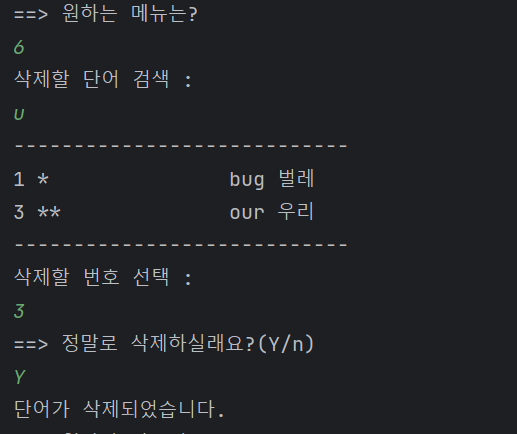 ==> 원하는 메뉴는?
6
삭제할 단어 검색 :
u
----------------------------
1 *               bug 벌레
3 **              our 우리
----------------------------
삭제할 번호 선택 :
3
==> 정말로 삭제하실래요?(Y/n)
Y
단어가 삭제되었습니다.